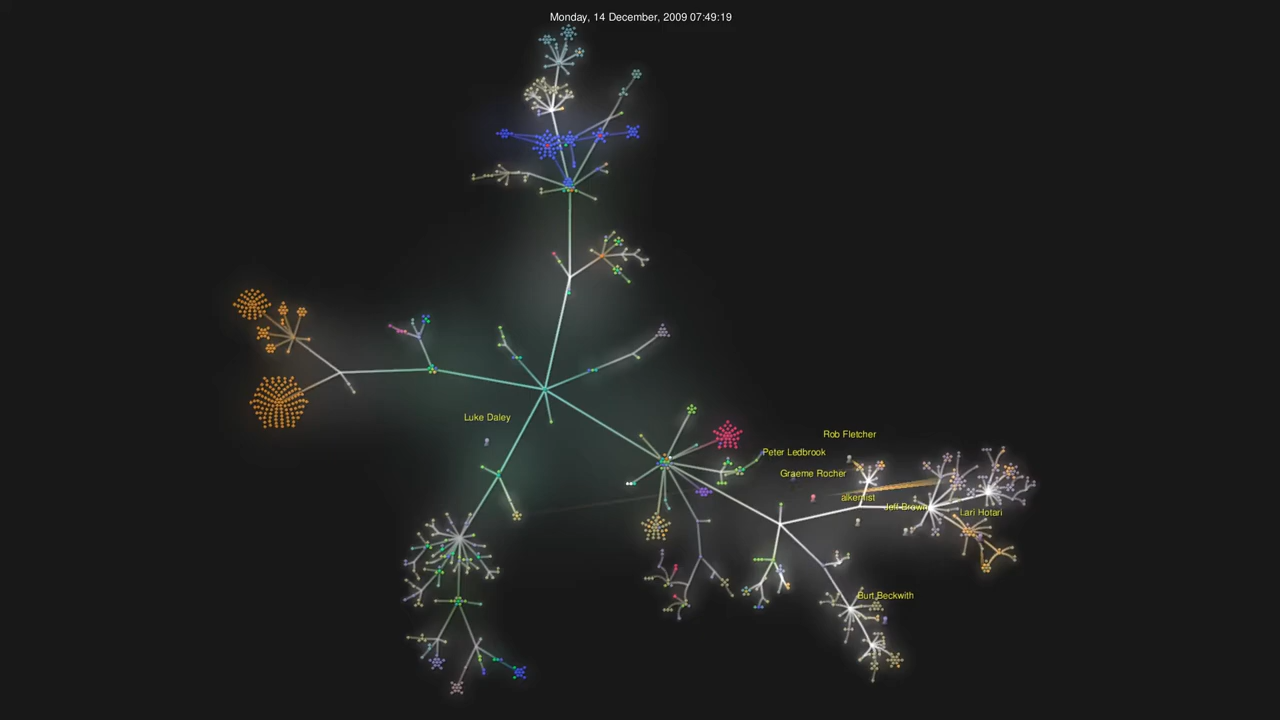 Monday, 14 December, 2009 07:49:19
Luke Daley
Rob Fletcher
Peter Ledbrook
Graeme Rocher
alkemist
Jeff Brown
Lari Hotari
Burt Beckwith